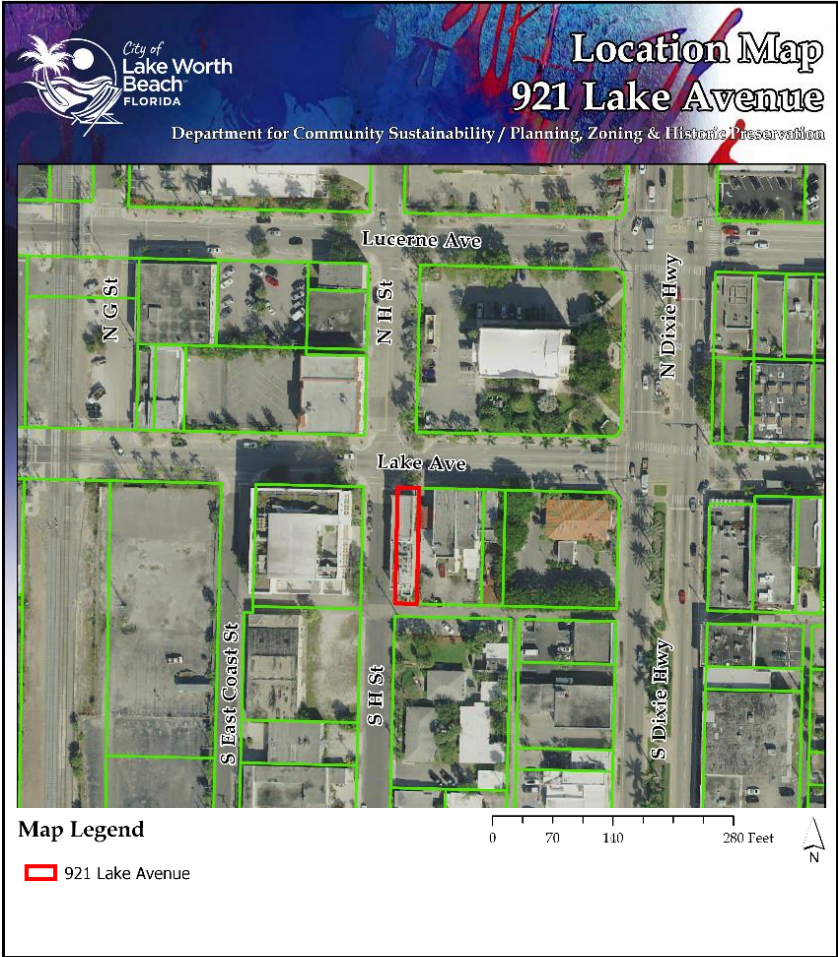 City of
Lake Worth
Beach™
FLORIDA
Location Map
921 Lake Avenue
Department for Community Sustainability / Planning, Zoning & Historic Preservation
Lucerne Ave
N G St
N H St
N Dixie Hwy
Lake Ave
S East Coast St
S H St
S Dixie Hwy
Map Legend
921 Lake Avenue
0 70 140 280 Feet
N